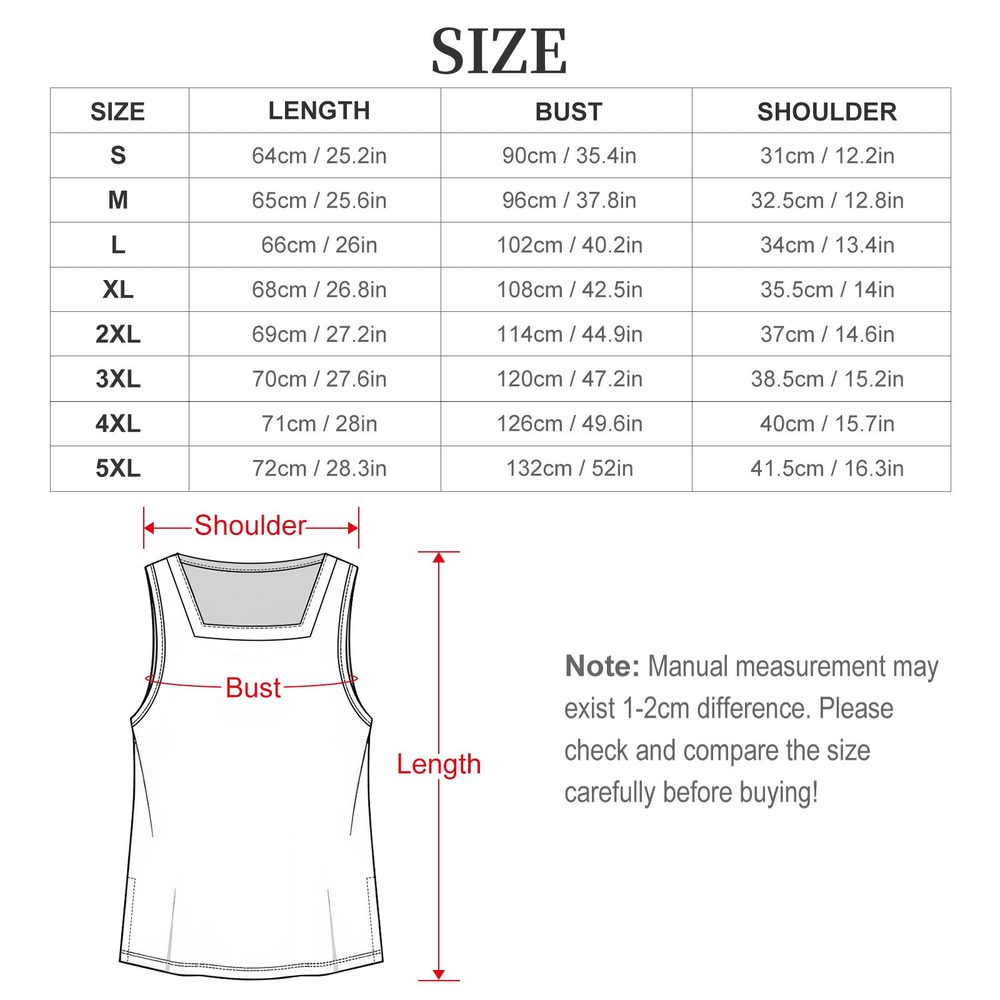 SIZE
SIZE LENGTH BUST SHOULDER
S 64cm / 25.2in 90cm / 35.4in 31cm / 12.2in
M 65cm / 25.6in 96cm / 37.8in 32.5cm / 12.8in
L 66cm / 26in 102cm / 40.2in 34cm / 13.4in
XL 68cm / 26.8in 108cm / 42.5in 35.5cm / 14in
2XL 69cm / 27.2in 114cm / 44.9in 37cm / 14.6in
3XL 70cm / 27.6in 120cm / 47.2in 38.5cm / 15.2in
4XL 71cm / 28in 126cm / 49.6in 40cm / 15.7in
5XL 72cm / 28.3in 132cm / 52in 41.5cm / 16.3in
Shoulder
Bust
Length
Note: Manual measurement may
exist 1-2cm difference. Please
check and compare the size
carefully before buying!